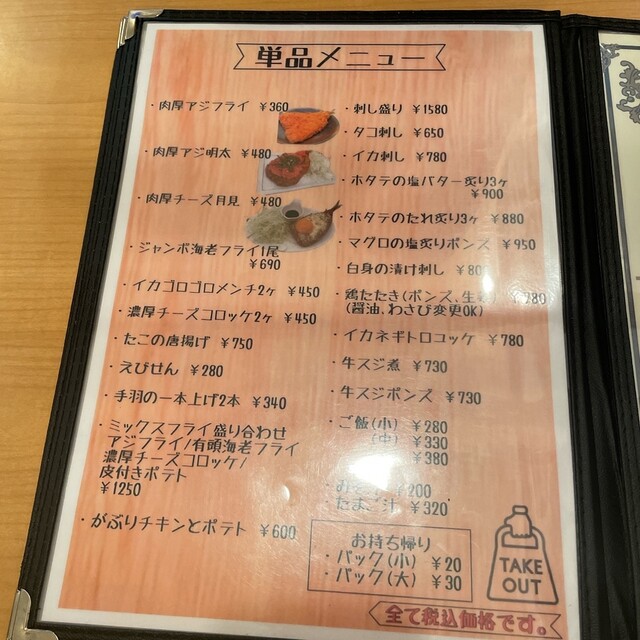 単品メニュー
・肉厚アジフライ ¥360
・肉厚アジ明太 ¥480
・肉厚チーズ月見 ¥480
・ジャンボ海老フライ1尾
¥690
・イカゴロゴロメンチ2ヶ ¥450
・濃厚チーズコロッケ2ヶ ¥450
・たこの唐揚げ ¥750
・えびせん ¥280
・手羽の一本上げ2本 ¥340
・ミックスフライ盛り合わせ
アジフライ/有頭海老フライ
濃厚チーズコロッケ/
皮付きポテト
¥1250
・がぶりチキンとポテト ¥600
・刺し盛り ¥1580
・タコ刺し ¥650
・イカ刺し ¥780
・ホタテの塩バター炙り3ヶ
¥900
・ホタテのたれ炙り3ヶ ¥880
・マグロの塩炙りポンズ ¥950
・白身の漬け刺し
・鶏たたき(ポンズ、生
(醤油、わさび変更OK)
・イカネギトロコッケ ¥780
・牛スジ煮 ¥730
・牛スジポンズ ¥730
・ご飯(小) ¥280
(中) ¥330
¥380
¥200
たまご汁 ¥320
お持ち帰り
・パック(小) ¥20
・パック(大) ¥30
TAKE
OUT
全て税込価格です。